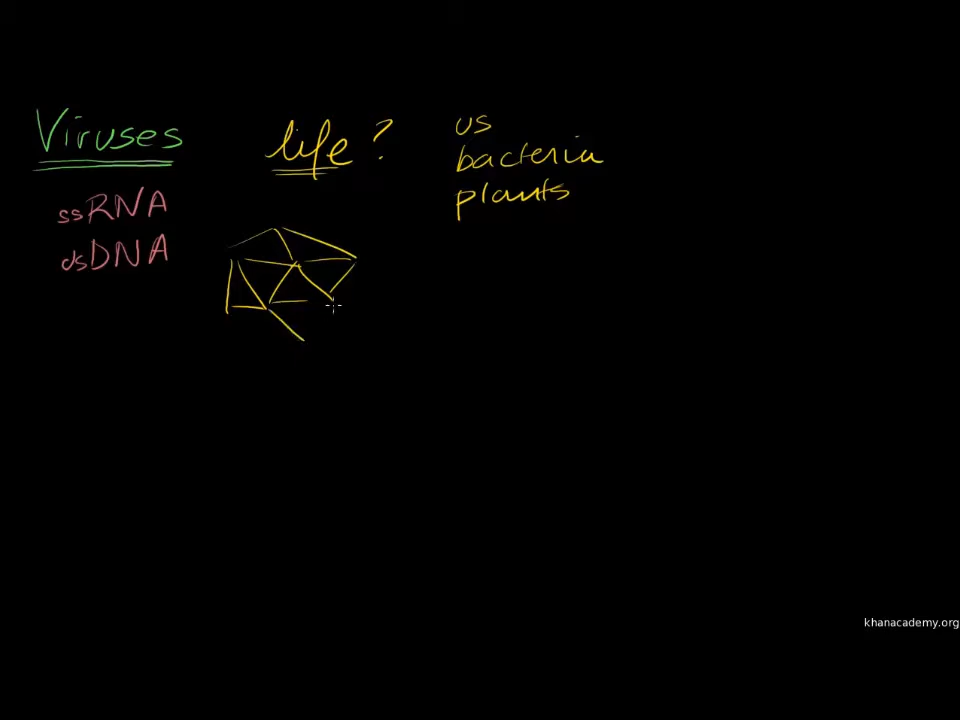 Viruses
life?
us
bacteria
plants
ssRNA
dsDNA
khanacademy.org